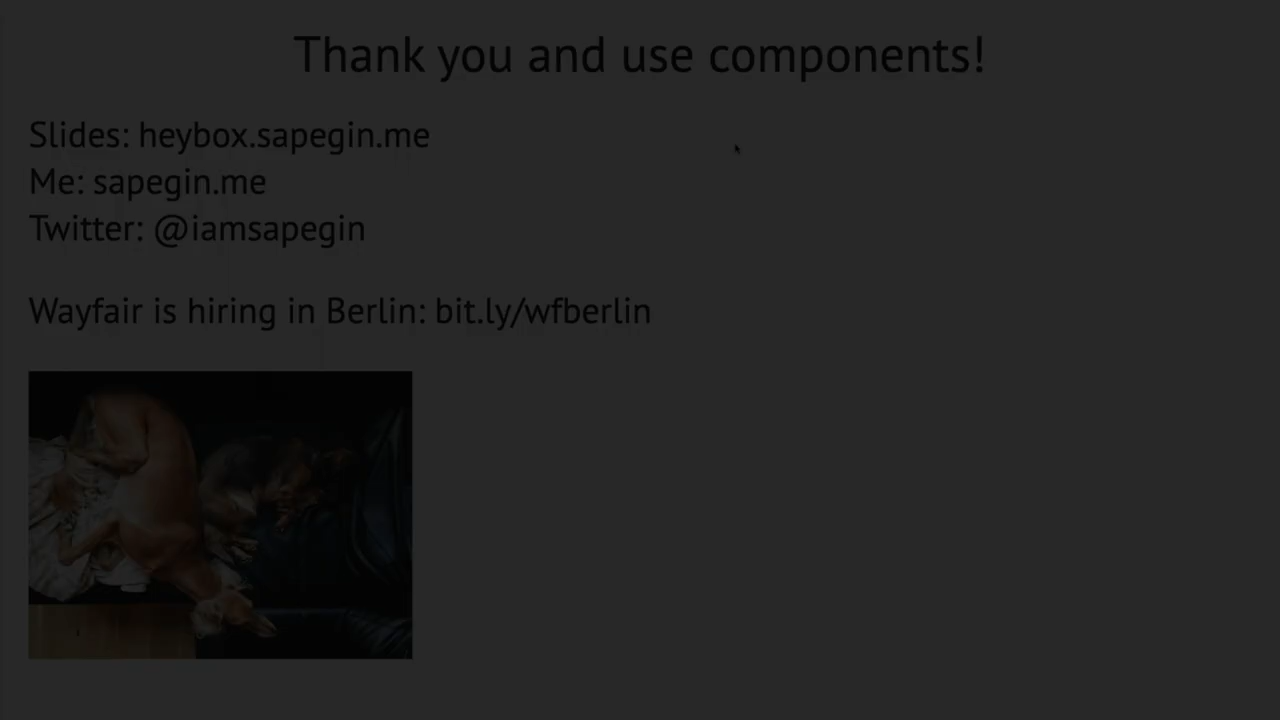 Thank you and use components!
Slides: heybox.sapegin.me
Me: sapegin.me
Twitter: @iamsapegin
Wayfair is hiring in Berlin: bit.ly/wfberlin